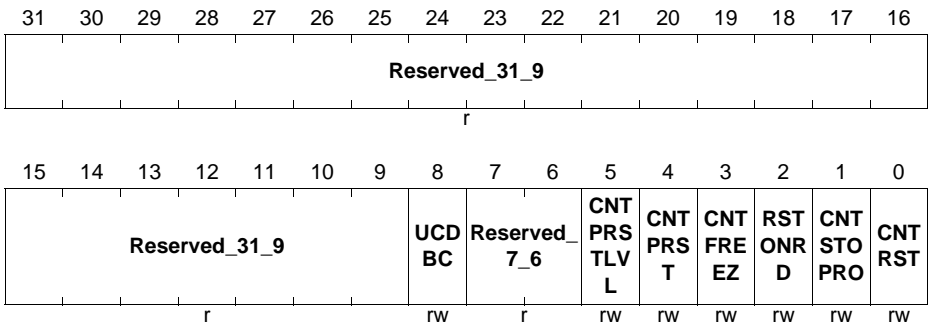 31 30 29 28 27 26 25 24 23 22 21 20 19 18 17 16
Reserved_31_9
r
15 14 13 12 11 10 9 8 7 6 5 4 3 2 1 0
Reserved_31_9
UCD
BC
Reserved_
7_6
CNT
PRS
TLV
L
CNT
PRS
T
CNT
FRE
EZ
RST
ONR
D
CNT
STO
PRO
CNT
RST
r rw r rw rw rw rw rw rw